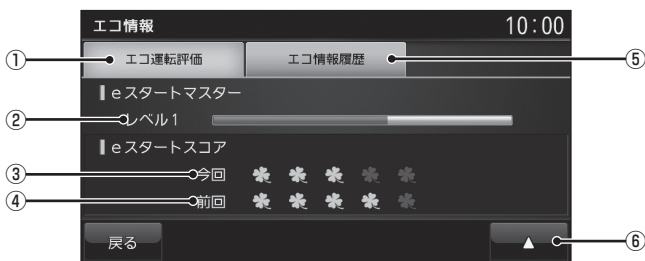 エコ情報 10:00
① エコ運転評価 エコ情報履歴 ⑤
eスタートマスター
② レベル1
eスタートスコア
③ 今回
④ 前回
戻る ▲ ⑥